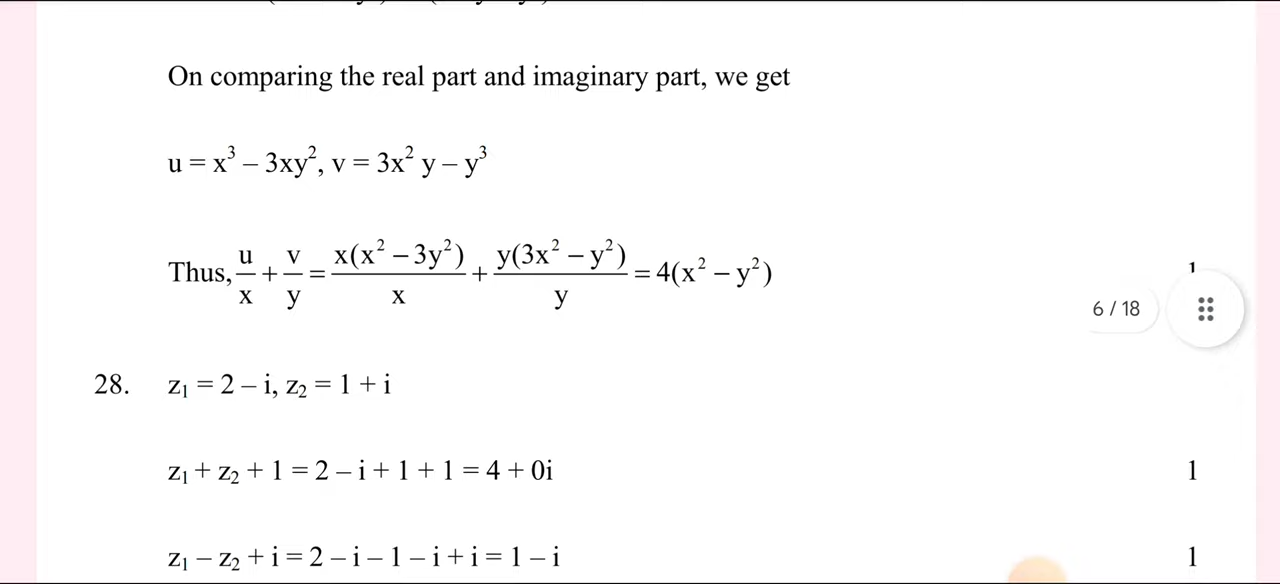 On comparing the real part and imaginary part, we get
u = x³ – 3xy², v = 3x² y – y³
Thus, u/x + v/y = x(x² – 3y²)/x + y(3x² – y²)/y = 4(x² – y²)
1
6 / 18
28. z₁ = 2 – i, z₂ = 1 + i
z₁ + z₂ + 1 = 2 – i + 1 + 1 = 4 + 0i 1
z₁ – z₂ + i = 2 – i – 1 – i + i = 1 – i 1